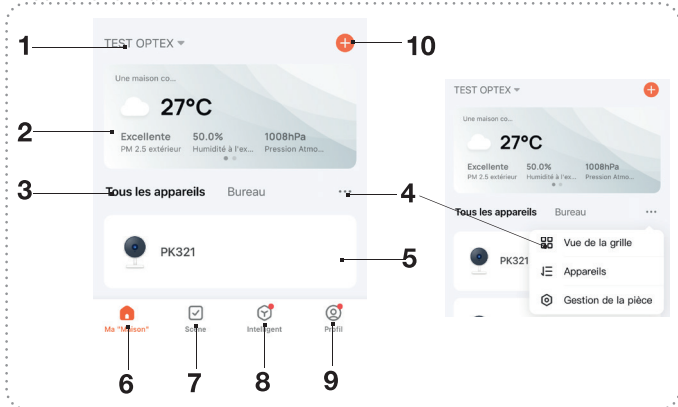 1
TEST OPTEX
10
Une maison co...
27°C
2
Excellente 50.0% 1008hPa
PM 2.5 extérieur Humidité à l'ex... Pression Atmo...
3
Tous les appareils Bureau ...
4
PK321
5
Ma "Maison" Scène Intelligent Profil
6 7 8 9
TEST OPTEX
Une maison co...
27°C
Excellente 50.0% 1008hPa
PM 2.5 extérieur Humidité à l'ex... Pression Atmo...
Tous les appareils Bureau ...
PK321
Vue de la grille
Appareils
Gestion de la pièce